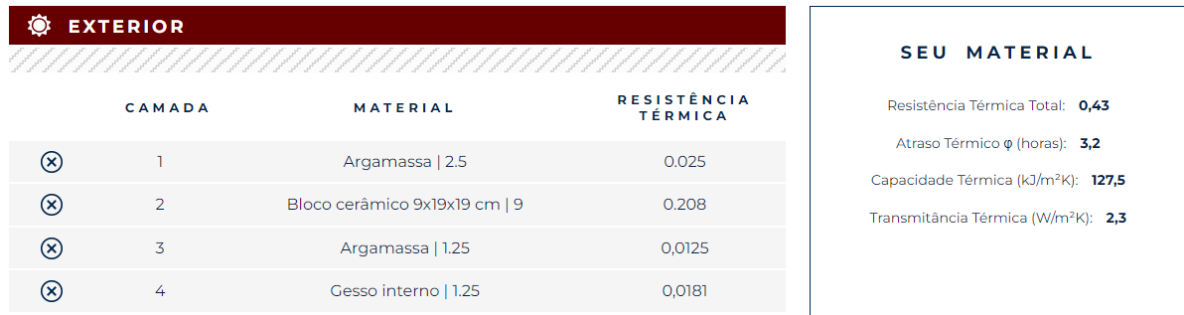 EXTERIOR
CAMADA MATERIAL RESISTÊNCIA TÉRMICA
1 Argamassa | 2.5 0.025
2 Bloco cerâmico 9x19x19 cm | 9 0.208
3 Argamassa | 1.25 0,0125
4 Gesso interno | 1.25 0,0181
SEU MATERIAL
Resistência Térmica Total: 0,43
Atraso Térmico φ (horas): 3,2
Capacidade Térmica (kJ/m²K): 127,5
Transmitância Térmica (W/m²K): 2,3